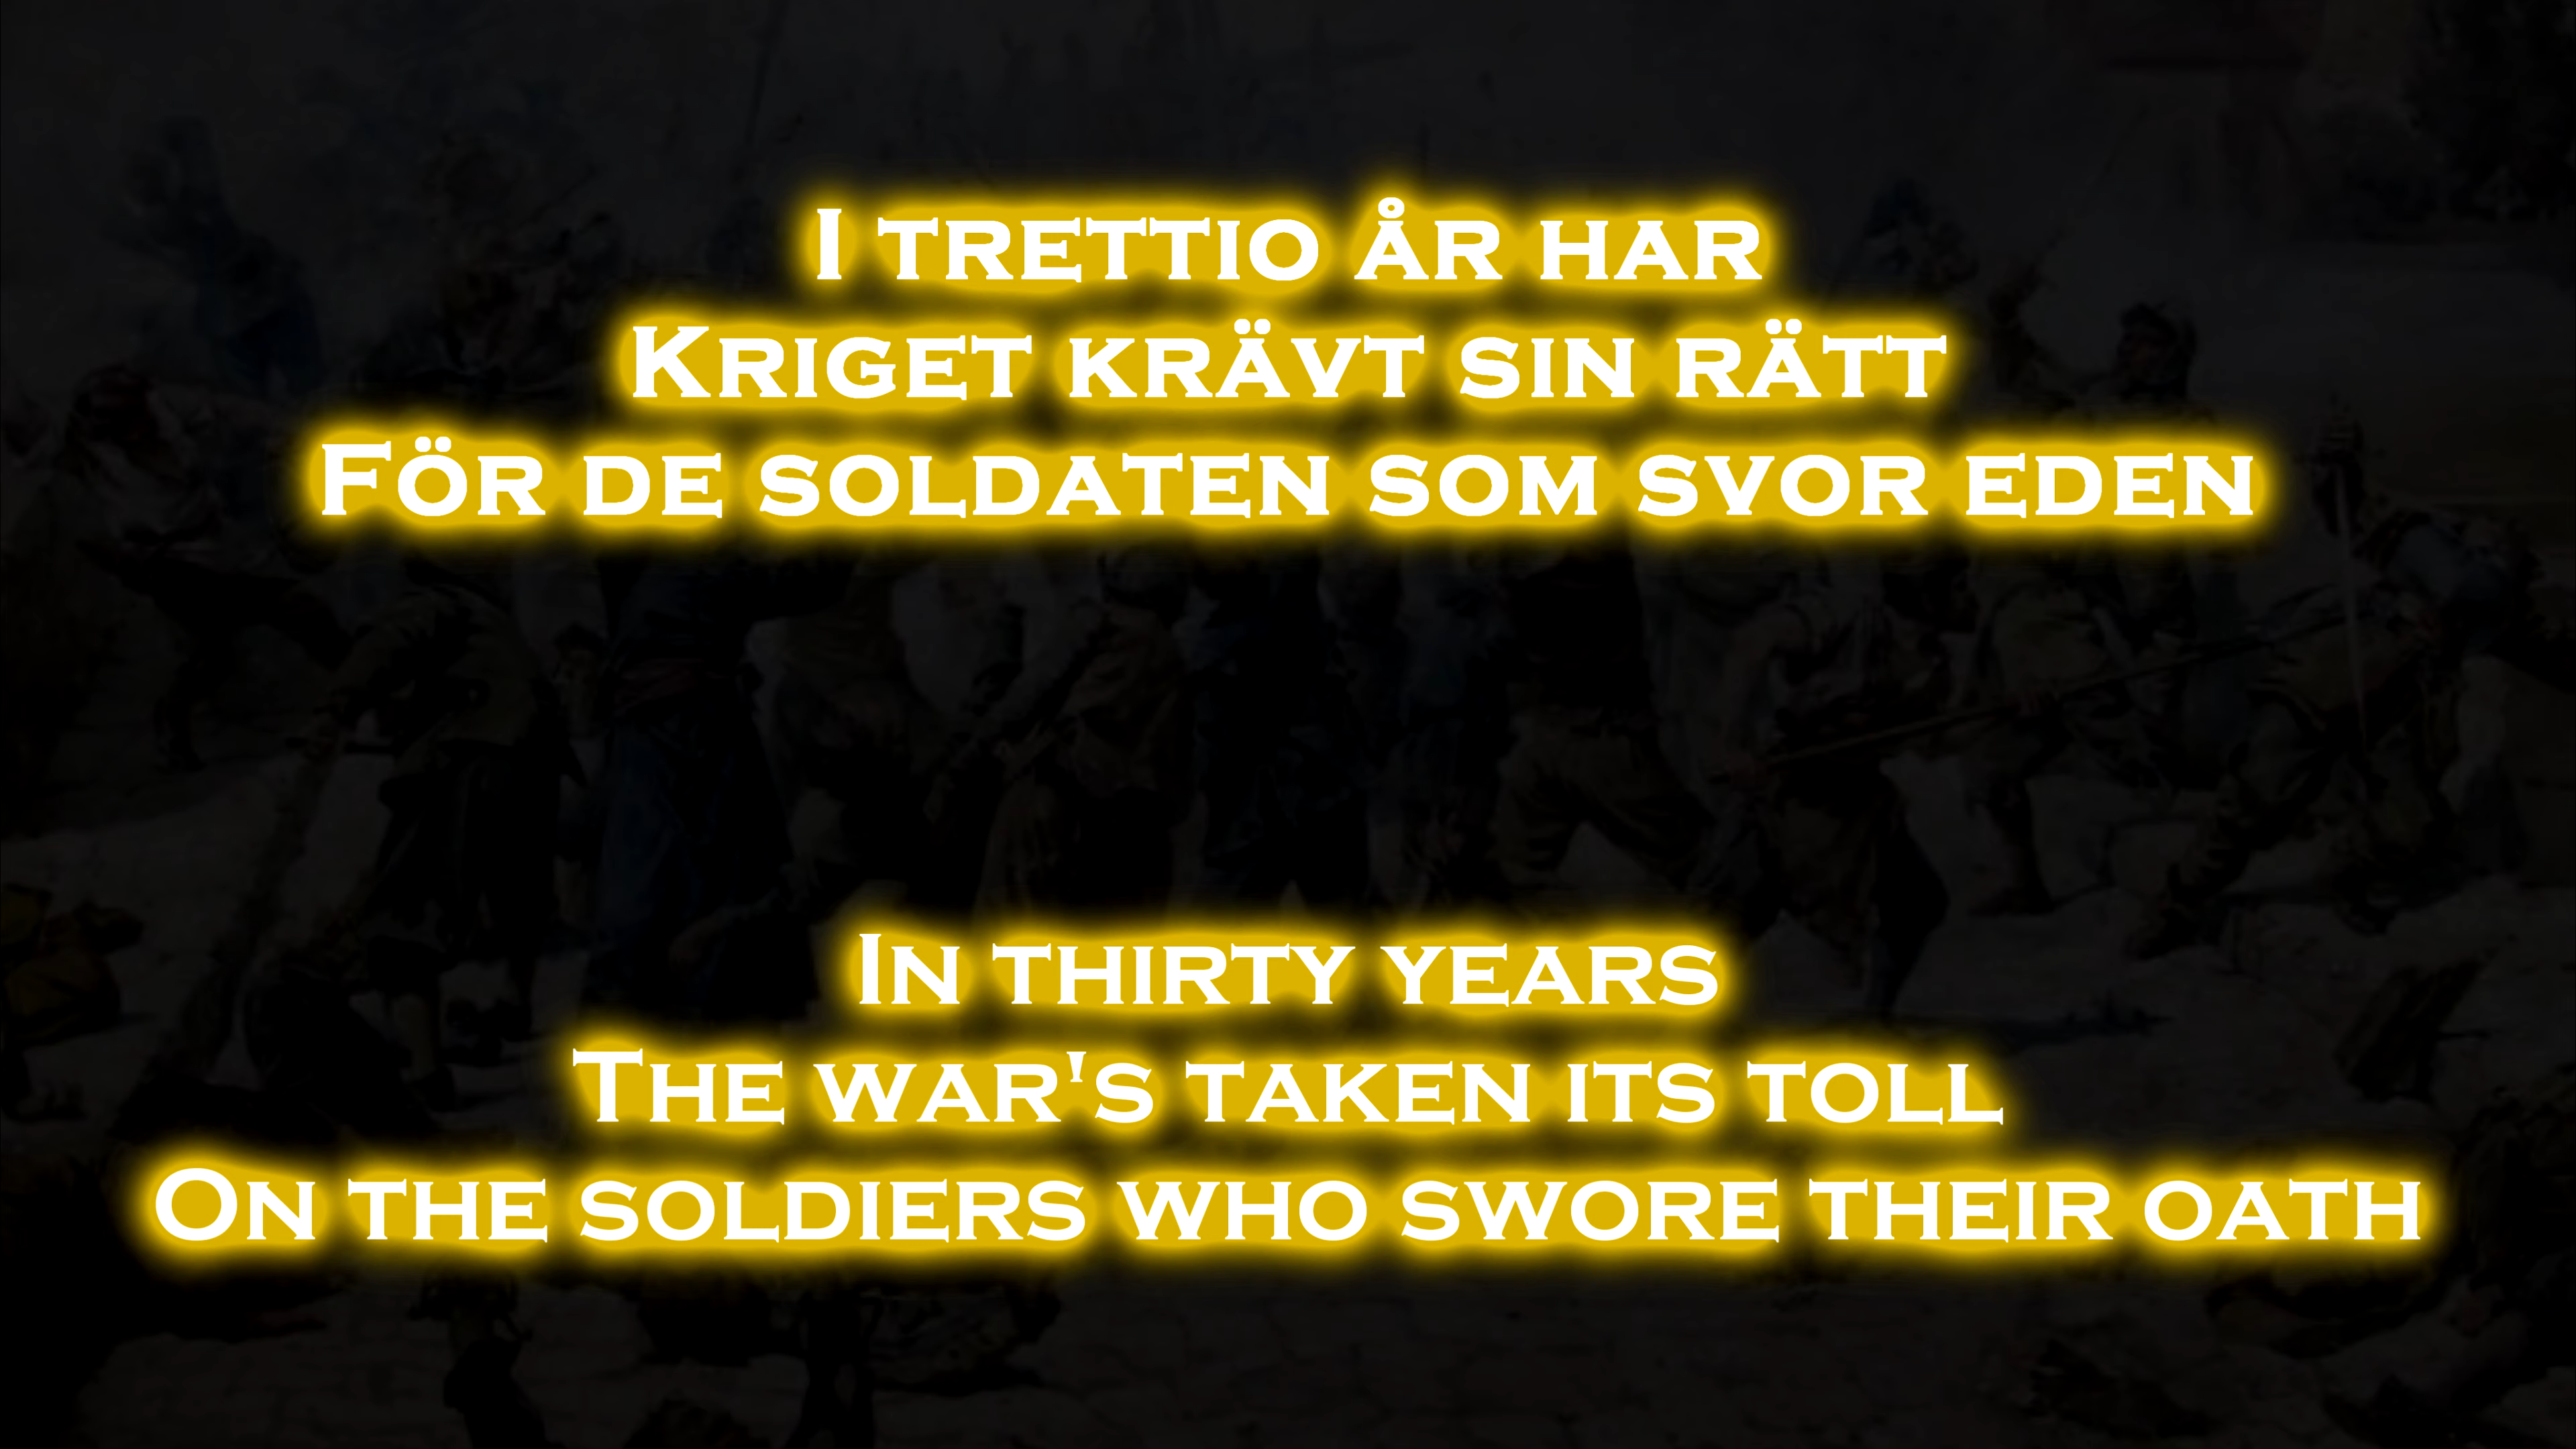 I trettio år har
Kriget krävt sin rätt
För de soldaten som svor eden
In thirty years
The war's taken its toll
On the soldiers who swore their oath